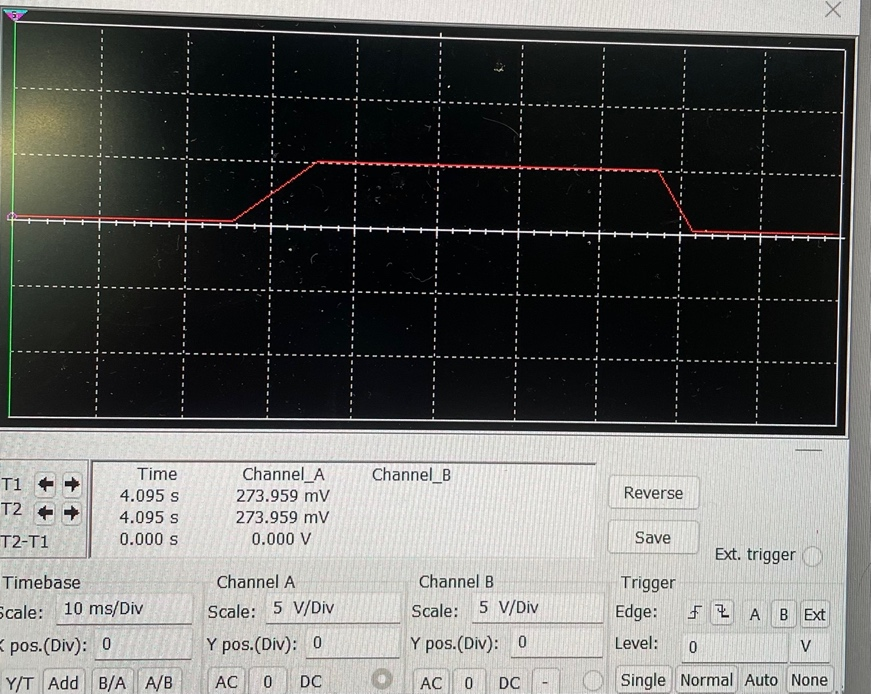 Time Channel_A Channel_B
T1 4.095 s 273.959 mV
T2 4.095 s 273.959 mV
T2-T1 0.000 s 0.000 V
Reverse
Save
Ext. trigger
Timebase Channel A Channel B Trigger
Scale: 10 ms/Div Scale: 5 V/Div Scale: 5 V/Div Edge: A B Ext
X pos.(Div): 0 Y pos.(Div): 0 Y pos.(Div): 0 Level: 0 V
Y/T Add B/A A/B AC 0 DC AC 0 DC - Single Normal Auto None